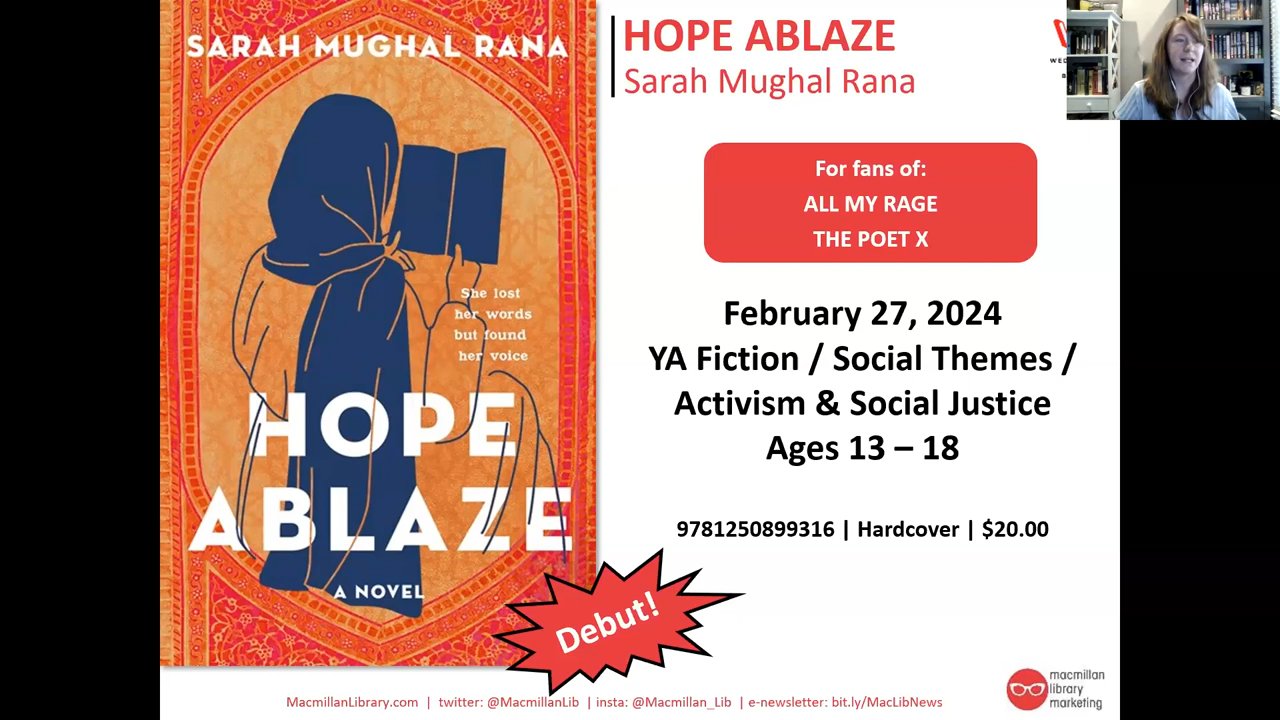 SARAH MUGHAL RANA
She lost
her words
but found
her voice
HOPE
ABLAZE
A NOVEL
Debut!
HOPE ABLAZE
Sarah Mughal Rana
For fans of:
ALL MY RAGE
THE POET X
February 27, 2024
YA Fiction / Social Themes /
Activism & Social Justice
Ages 13 – 18
9781250899316 | Hardcover | $20.00
MacmillanLibrary.com | twitter: @MacmillanLib | insta: @Macmillan_Lib | e-newsletter: bit.ly/MacLibNews
macmillan
library
marketing